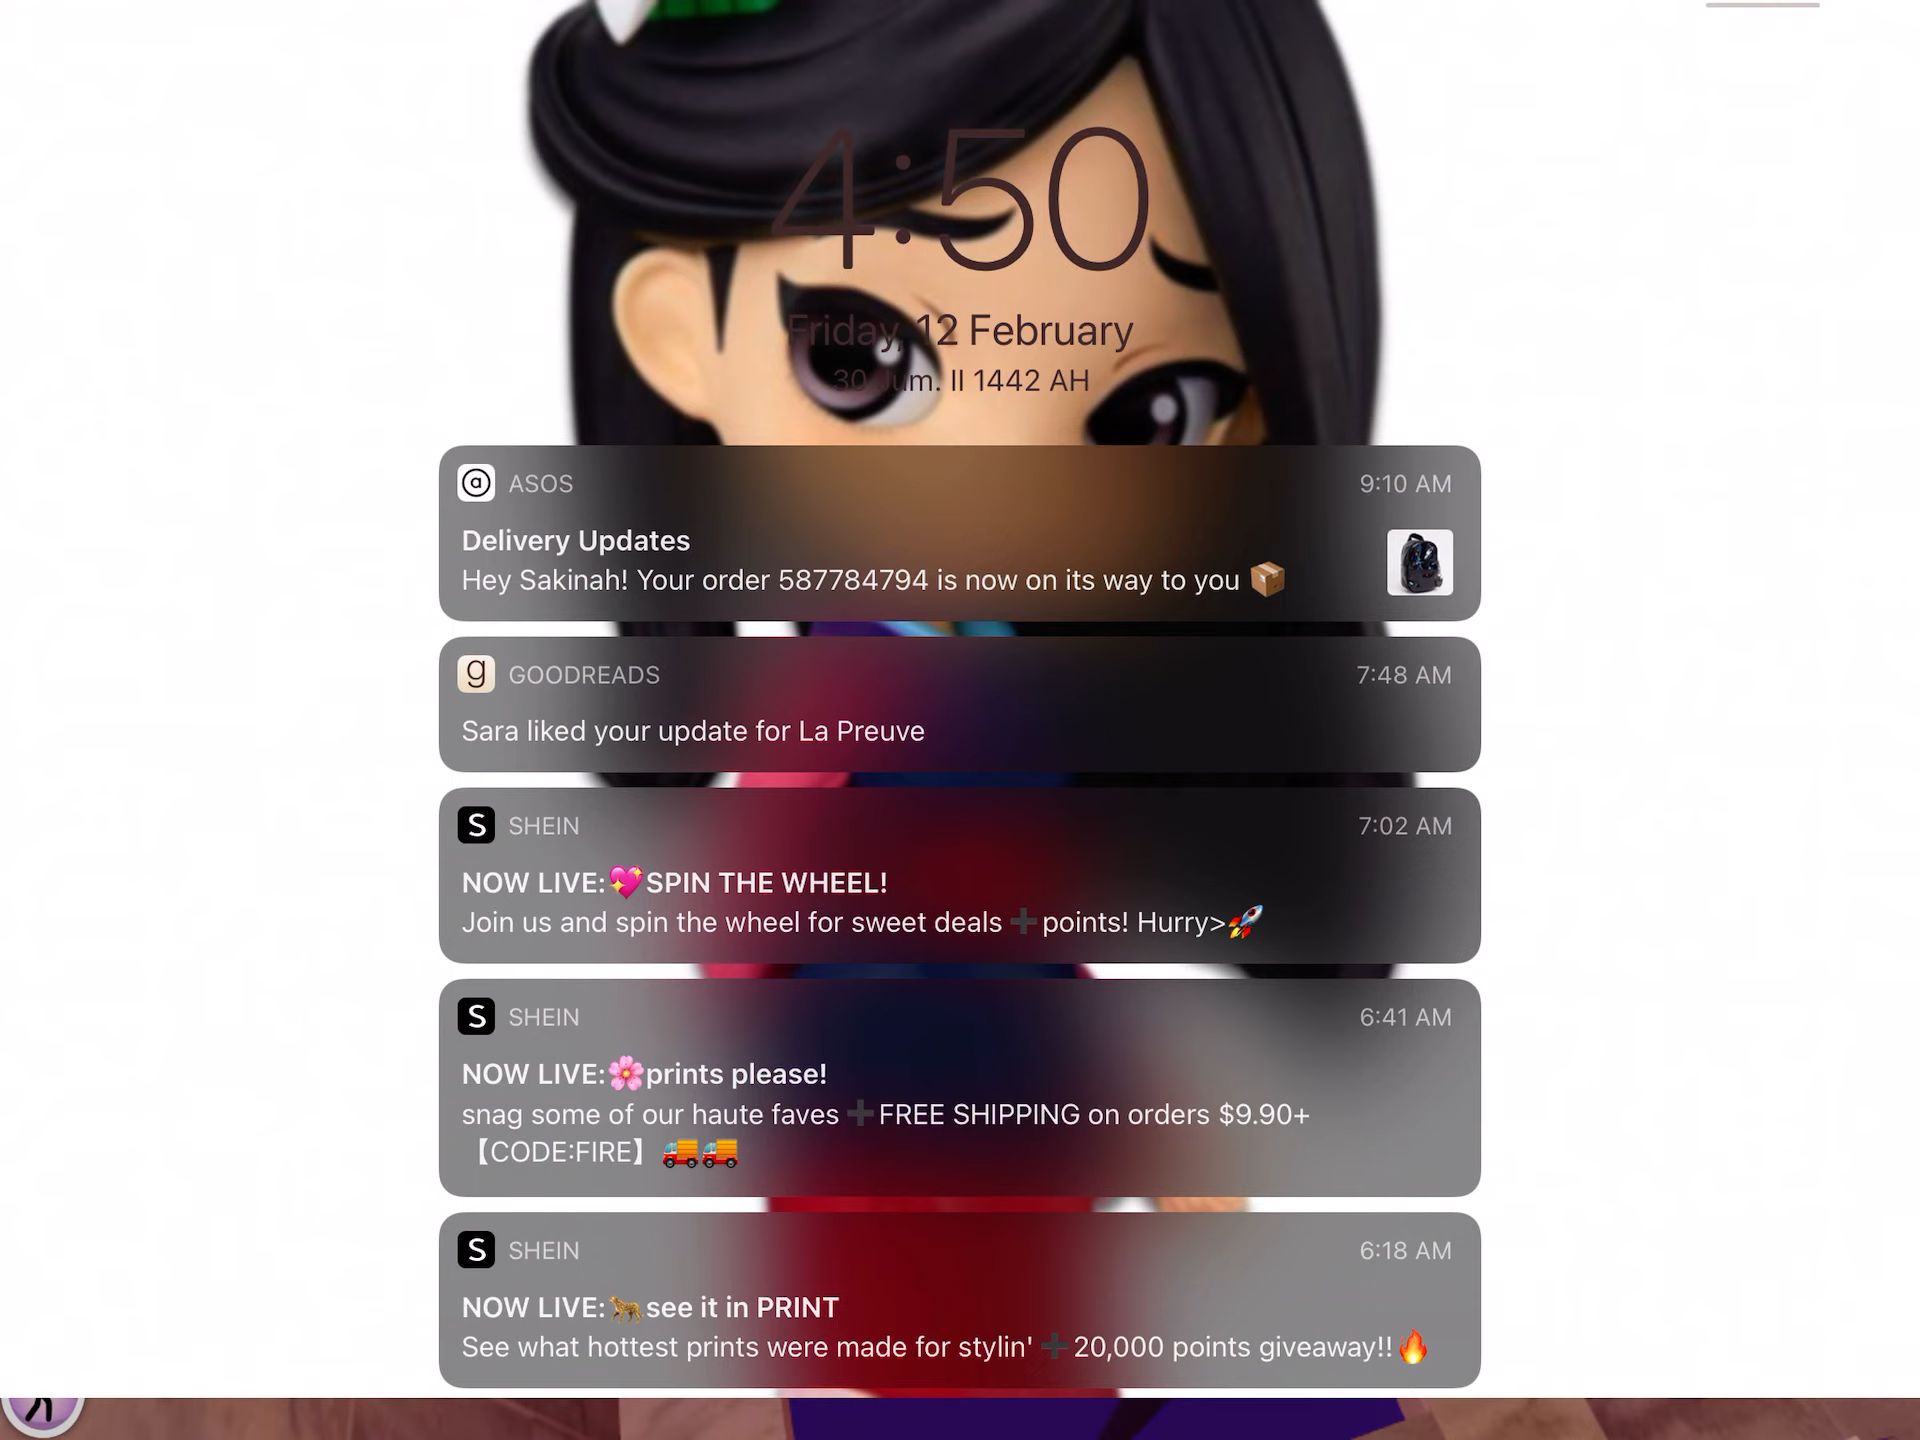 4:50
Friday, 12 February
30 Jum. II 1442 AH
ASOS 9:10 AM
Delivery Updates
Hey Sakinah! Your order 587784794 is now on its way to you 📦
g GOODREADS 7:48 AM
Sara liked your update for La Preuve
S SHEIN 7:02 AM
NOW LIVE:💖SPIN THE WHEEL!
Join us and spin the wheel for sweet deals ➕points! Hurry>🚀
S SHEIN 6:41 AM
NOW LIVE:🌸prints please!
snag some of our haute faves ➕FREE SHIPPING on orders $9.90+
【CODE:FIRE】🚚🚚
S SHEIN 6:18 AM
NOW LIVE:🐆see it in PRINT
See what hottest prints were made for stylin' ➕20,000 points giveaway!!🔥